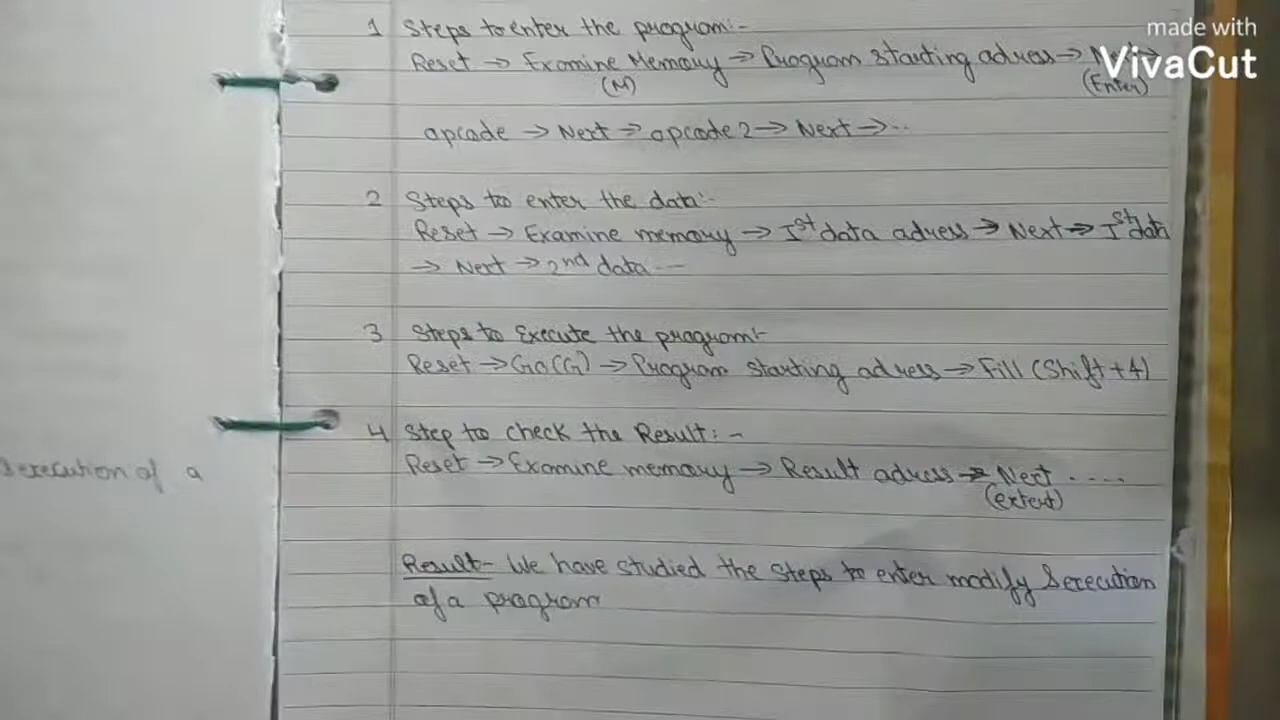 made with
VivaCut
1 Steps to enter the program:-
Reset → Examine Memory → Program starting adress →
(M) (Enter)
opcode → Next → opcode 2 → Next → ..
2 Steps to enter the data:-
Reset → Examine memory → Ist data adress → Next → Ist data
→ Next → 2nd data ---
3 Steps to Execute the program:-
Reset → Go(G) → Program starting adress → Fill (Shift + 4)
4 Step to check the Result: -
Reset → Examine memory → Result adress → Next ....
Result- We have studied the steps to enter modify & execution
of a program
& execution of a